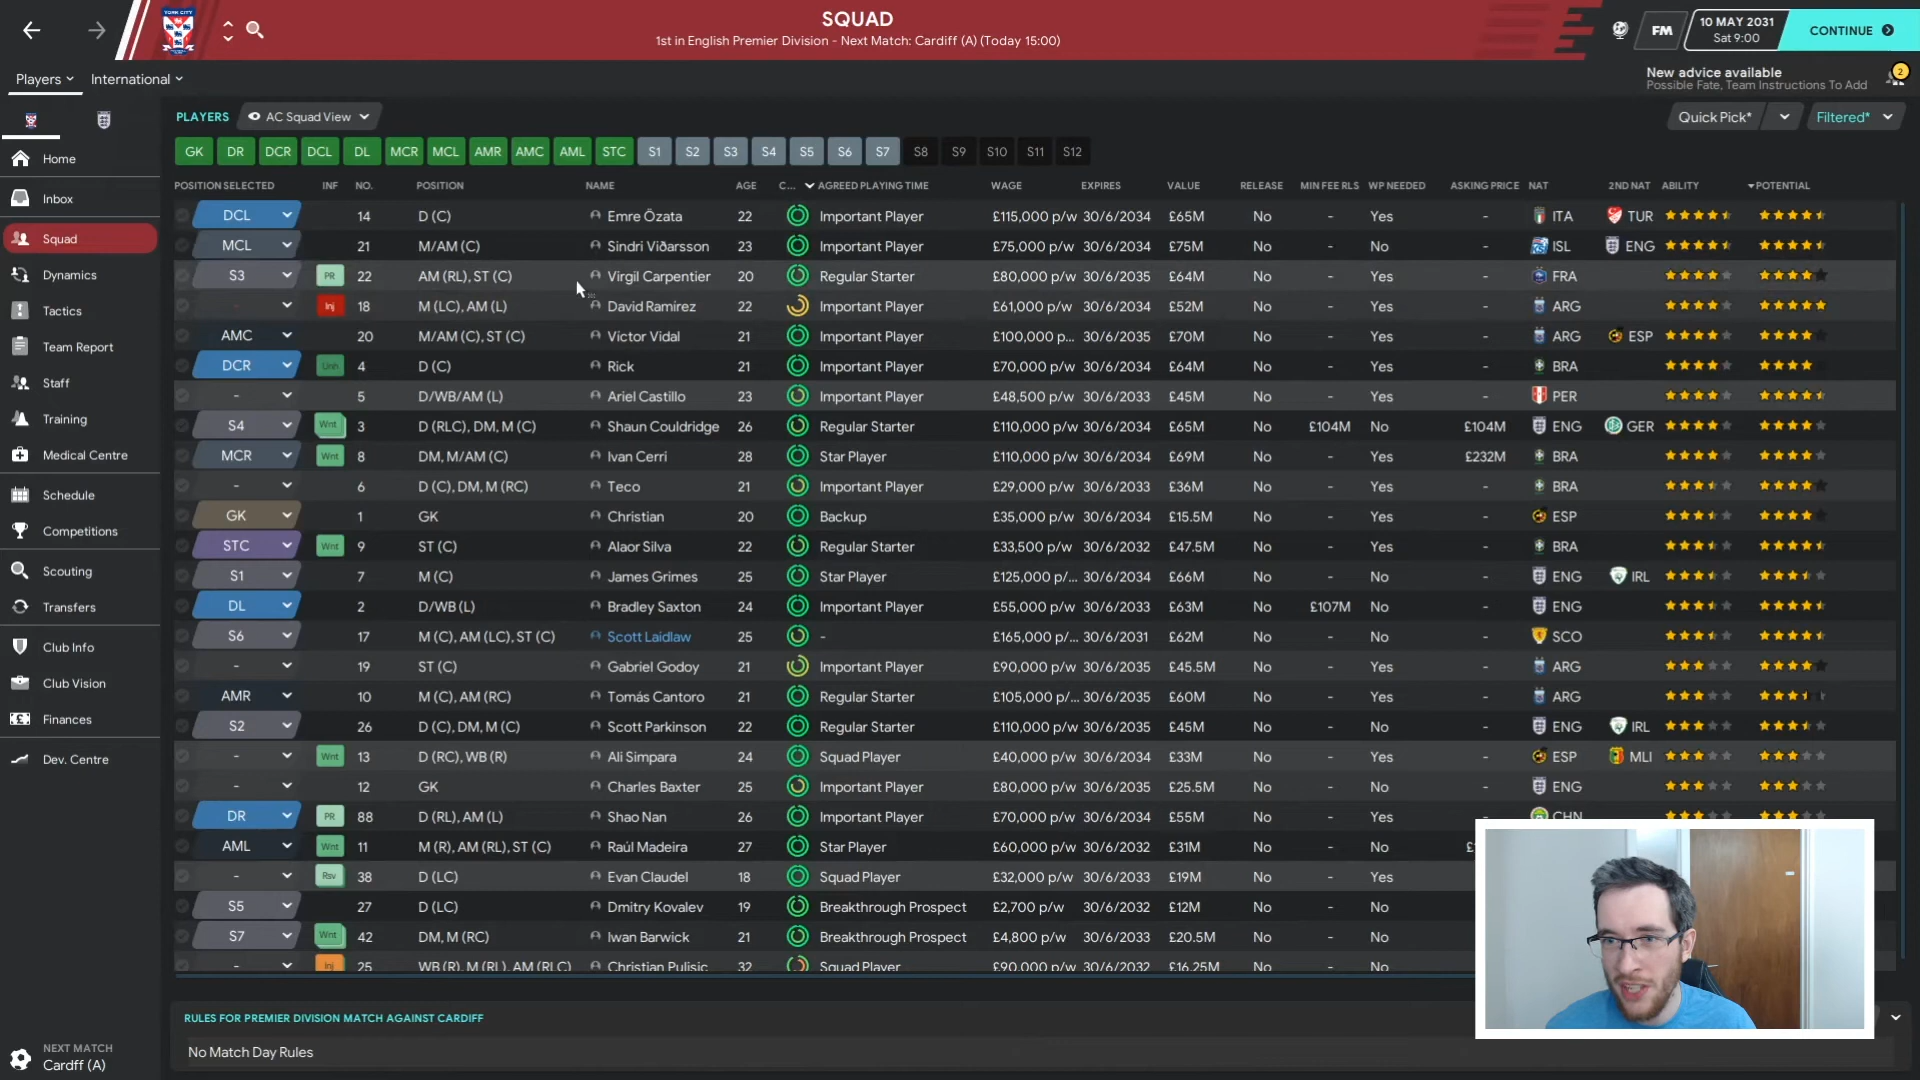 SQUAD
1st in English Premier Division - Next Match: Cardiff (A) (Today 15:00)
FM
10 MAY 2031
Sat 9:00
CONTINUE
Players
International
New advice available
Possible Fate, Team Instructions To Add
2
PLAYERS
AC Squad View
Quick Pick*
Filtered*
GK DR DCR DCL DL MCR MCL AMR AMC AML STC S1 S2 S3 S4 S5 S6 S7 S8 S9 S10 S11 S12
POSITION SELECTED INF NO. POSITION NAME AGE C... AGREED PLAYING TIME WAGE EXPIRES VALUE RELEASE MIN FEE RLS WP NEEDED ASKING PRICE NAT 2ND NAT ABILITY POTENTIAL
DCL 14 D (C) Emre Özata 22 Important Player £115,000 p/w 30/6/2034 £65M No - Yes - ITA TUR
MCL 21 M/AM (C) Sindri Viðarsson 23 Important Player £75,000 p/w 30/6/2034 £75M No - No - ISL ENG
S3 PR 22 AM (RL), ST (C) Virgil Carpentier 20 Regular Starter £80,000 p/w 30/6/2035 £64M No - Yes - FRA
- Inj 18 M (LC), AM (L) David Ramírez 22 Important Player £61,000 p/w 30/6/2034 £52M No - Yes - ARG
AMC 20 M/AM (C), ST (C) Víctor Vidal 21 Important Player £100,000 p... 30/6/2035 £70M No - Yes - ARG ESP
DCR Unh 4 D (C) Rick 21 Important Player £70,000 p/w 30/6/2034 £64M No - Yes - BRA
- 5 D/WB/AM (L) Ariel Castillo 23 Important Player £48,500 p/w 30/6/2033 £45M No - Yes - PER
S4 Wnt 3 D (RLC), DM, M (C) Shaun Couldridge 26 Regular Starter £110,000 p/w 30/6/2034 £65M No £104M No £104M ENG GER
MCR Wnt 8 DM, M/AM (C) Ivan Cerri 28 Star Player £110,000 p/w 30/6/2034 £69M No - Yes £232M BRA
- 6 D (C), DM, M (RC) Teco 21 Important Player £29,000 p/w 30/6/2033 £36M No - Yes - BRA
GK 1 GK Christian 20 Backup £35,000 p/w 30/6/2034 £15.5M No - Yes - ESP
STC Wnt 9 ST (C) Alaor Silva 22 Regular Starter £33,500 p/w 30/6/2032 £47.5M No - Yes - BRA
S1 7 M (C) James Grimes 25 Star Player £125,000 p/... 30/6/2034 £66M No - No - ENG IRL
DL 2 D/WB (L) Bradley Saxton 24 Important Player £55,000 p/w 30/6/2033 £63M No £107M No - ENG
S6 17 M (C), AM (LC), ST (C) Scott Laidlaw 25 - £165,000 p/... 30/6/2031 £62M No - No - SCO
- 19 ST (C) Gabriel Godoy 21 Important Player £90,000 p/w 30/6/2035 £45.5M No - Yes - ARG
AMR 10 M (C), AM (RC) Tomás Cantoro 21 Regular Starter £105,000 p/... 30/6/2035 £60M No - Yes - ARG
S2 26 D (C), DM, M (C) Scott Parkinson 22 Regular Starter £110,000 p/w 30/6/2035 £45M No - No - ENG IRL
- Wnt 13 D (RC), WB (R) Ali Simpara 24 Squad Player £40,000 p/w 30/6/2034 £33M No - Yes - ESP MLI
- 12 GK Charles Baxter 25 Important Player £80,000 p/w 30/6/2035 £25.5M No - No - ENG
DR PR 88 D (RL), AM (L) Shao Nan 26 Important Player £70,000 p/w 30/6/2034 £55M No - Yes - CHN
AML Wnt 11 M (R), AM (RL), ST (C) Raúl Madeira 27 Star Player £60,000 p/w 30/6/2032 £31M No - No
- Rsv 38 D (LC) Evan Claudel 18 Squad Player £32,000 p/w 30/6/2033 £19M No - Yes
S5 27 D (LC) Dmitry Kovalev 19 Breakthrough Prospect £2,700 p/w 30/6/2032 £12M No - No
S7 Wnt 42 DM, M (RC) Iwan Barwick 21 Breakthrough Prospect £4,800 p/w 30/6/2033 £20.5M No - No
- Inj 25 WB (R), M (RL), AM (RLC) Christian Pulisic 32 Squad Player £90,000 p/w 30/6/2032 £16.25M No - No
Home
Inbox
Squad
Dynamics
Tactics
Team Report
Staff
Training
Medical Centre
Schedule
Competitions
Scouting
Transfers
Club Info
Club Vision
Finances
Dev. Centre
NEXT MATCH
Cardff (A)
RULES FOR PREMIER DIVISION MATCH AGAINST CARDIFF
No Match Day Rules